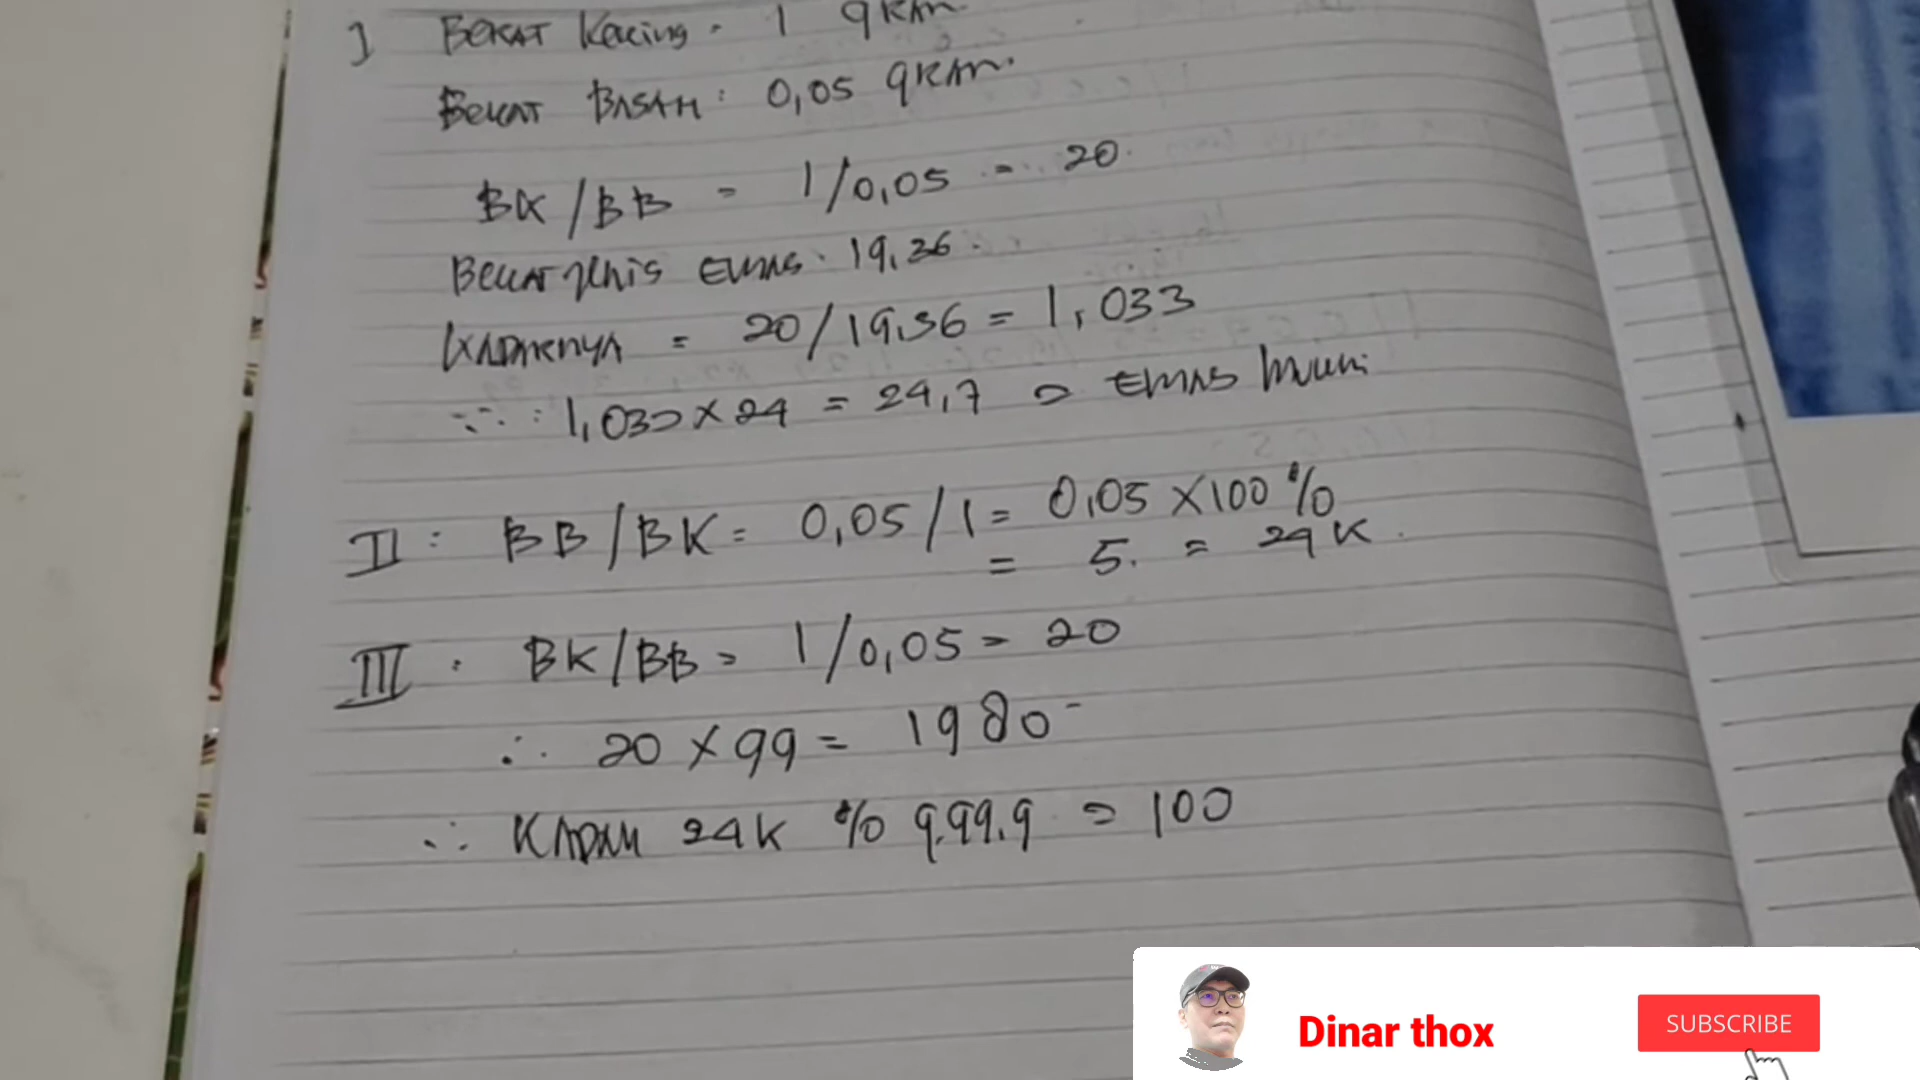 I Berat Kering : 1 gram.
Berat Basah : 0,05 gram.
BK/BB = 1/0,05 = 20.
Berat jenis Emas : 19,36.
Kadarnya = 20/19,36 = 1,033
∴ : 1,033 x 24 = 24,7 => Emas Murni
II : BB/BK = 0,05/1 = 0,05 x 100 %
= 5. = 24 K.
III : BK/BB = 1/0,05 = 20
∴ 20 x 99 = 1980
∴ Kadar 24K % 9.99.9 = 100
Dinar thox
SUBSCRIBE